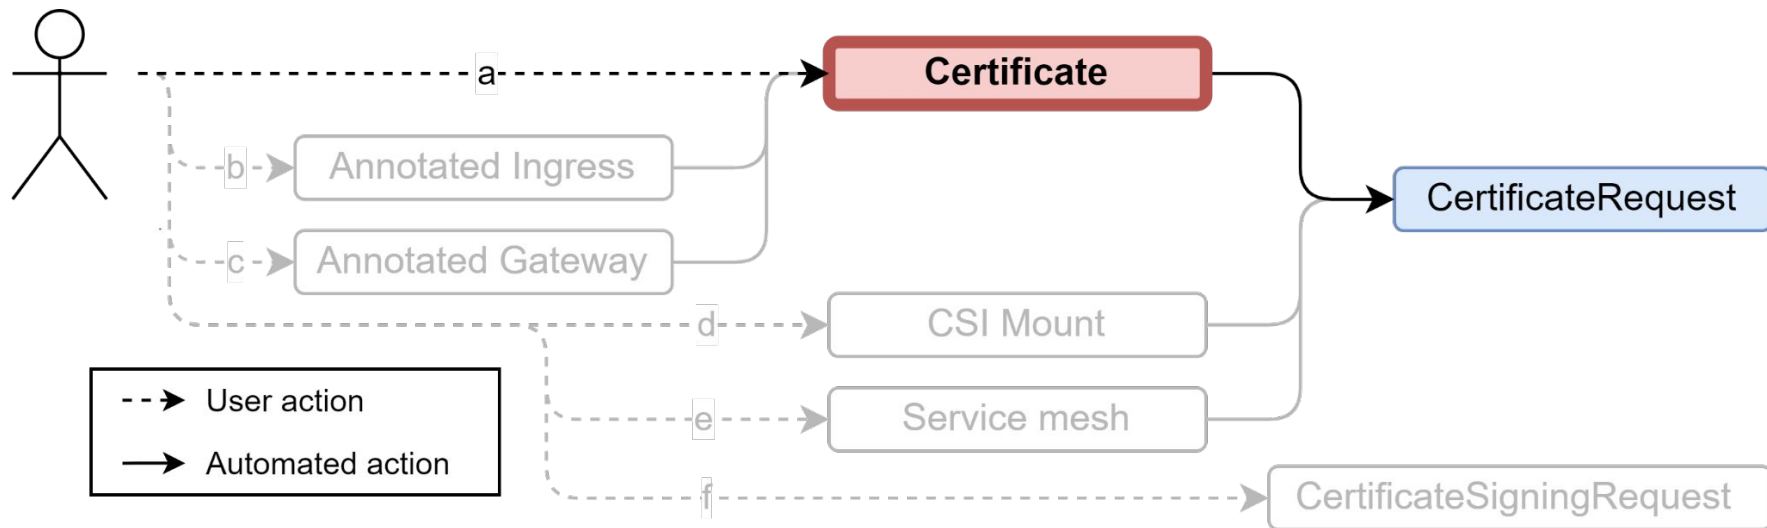 a
Certificate
b
Annotated Ingress
CertificateRequest
c
Annotated Gateway
d
CSI Mount
User action
e
Service mesh
Automated action
f
CertificateSigningRequest